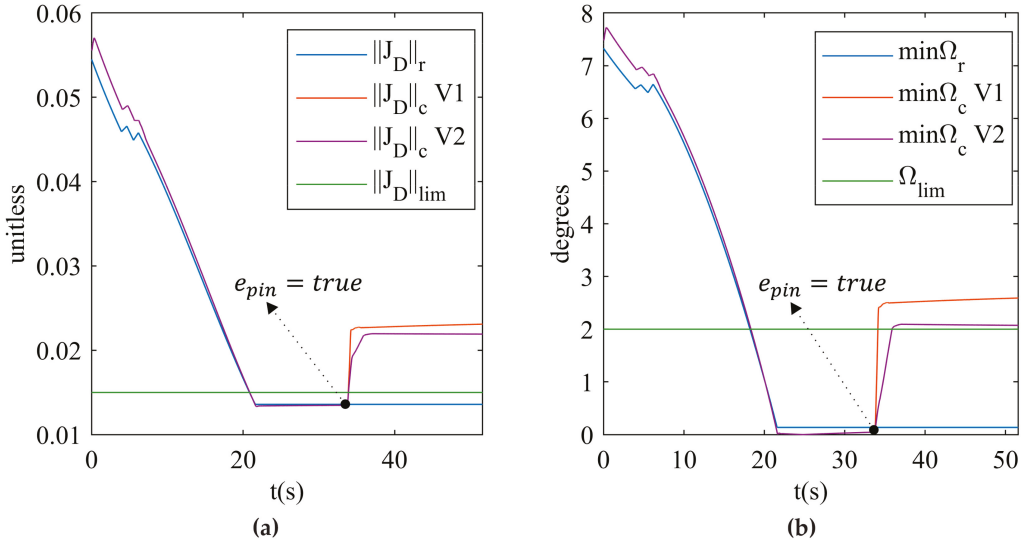 0.06
0.05
0.04
0.03
0.02
0.01
unitless
||J_D||_r
||J_D||_c V1
||J_D||_c V2
||J_D||_lim
e_pin = true
0
20
40
t(s)
(a)
8
7
6
5
4
3
2
1
0
degrees
minΩ_r
minΩ_c V1
minΩ_c V2
Ω_lim
e_pin = true
0
10
20
30
40
50
t(s)
(b)